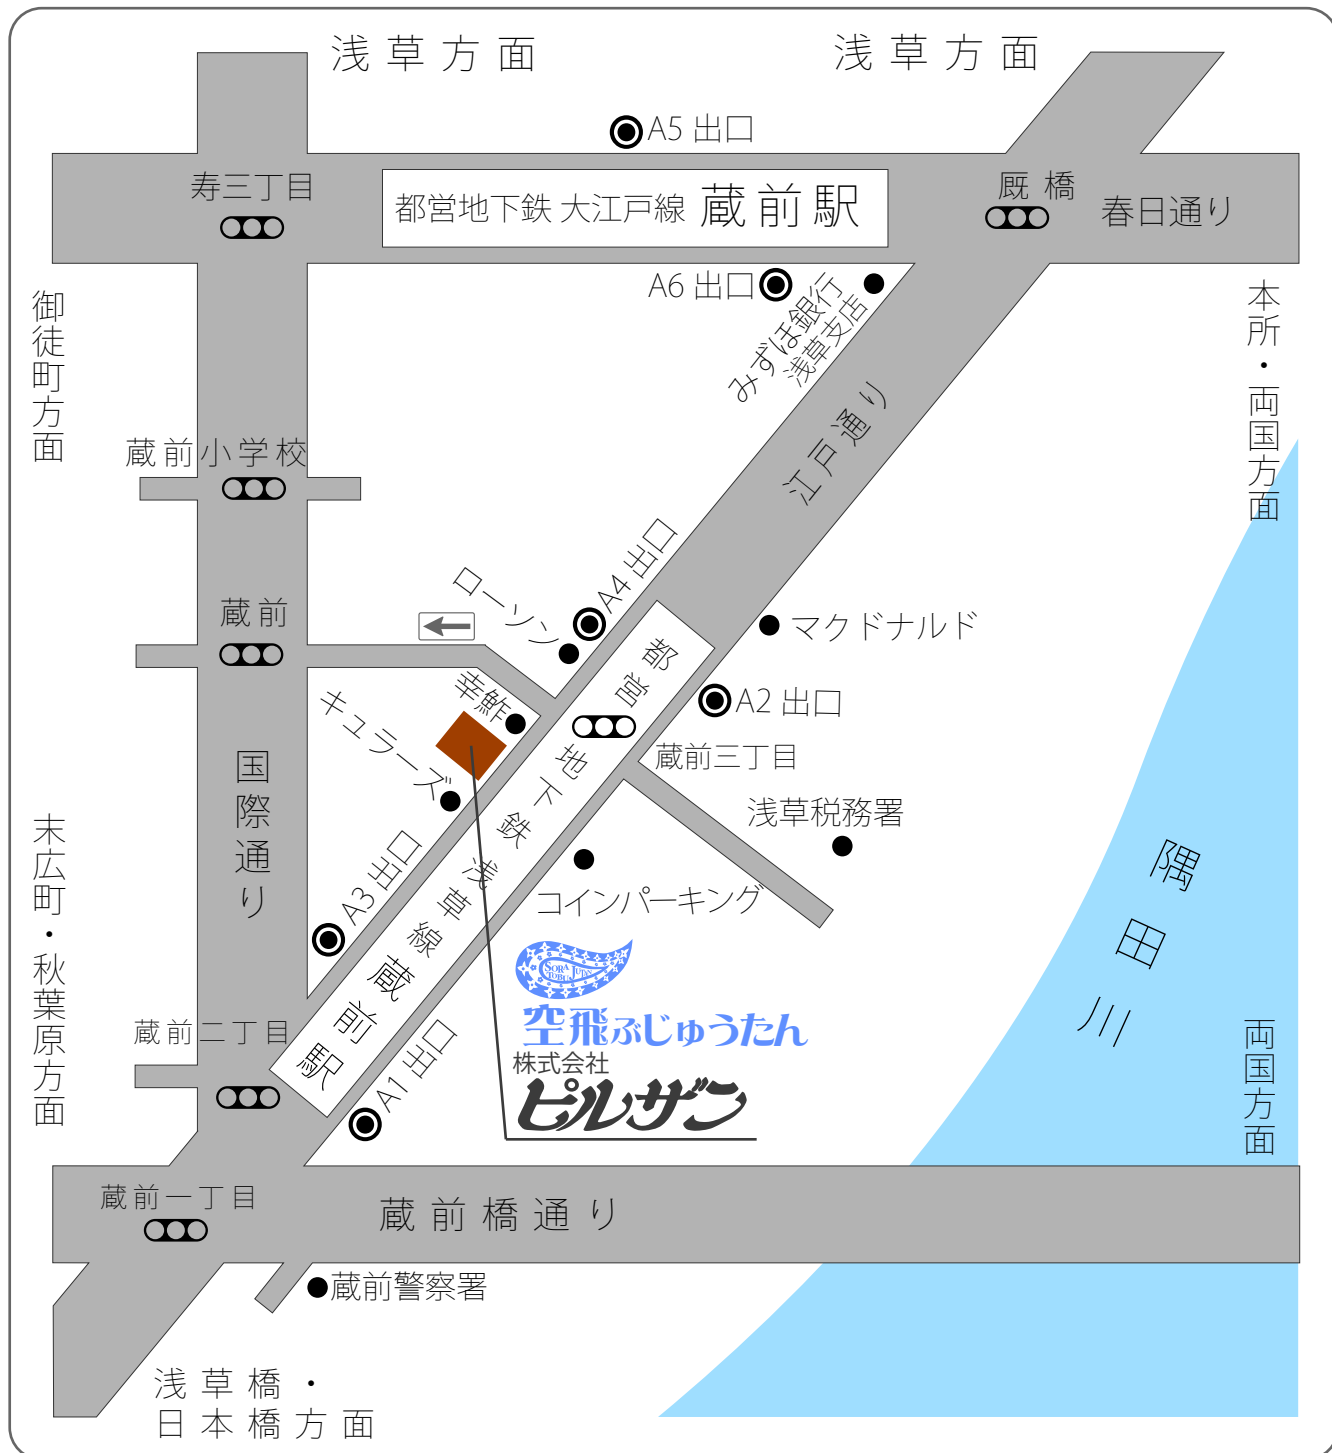 浅草方面
浅草方面
A5 出口
寿三丁目
都営地下鉄 大江戸線 蔵前駅
厩橋
春日通り
A6 出口
みずほ銀行
浅草支店
御徒町方面
本所・両国方面
江戸通り
蔵前小学校
A4 出口
ローソン
蔵前
マクドナルド
幸鮓
A2 出口
キュラーズ
蔵前三丁目
都営地下鉄 浅草線 蔵前駅
国際通り
浅草税務署
末広町・秋葉原方面
A3 出口
コインパーキング
隅田川
SORA
TOBU
JUTAN
空飛ぶじゅうたん
株式会社
ピルザン
蔵前二丁目
A1 出口
両国方面
蔵前一丁目
蔵前橋通り
蔵前警察署
浅草橋・
日本橋方面